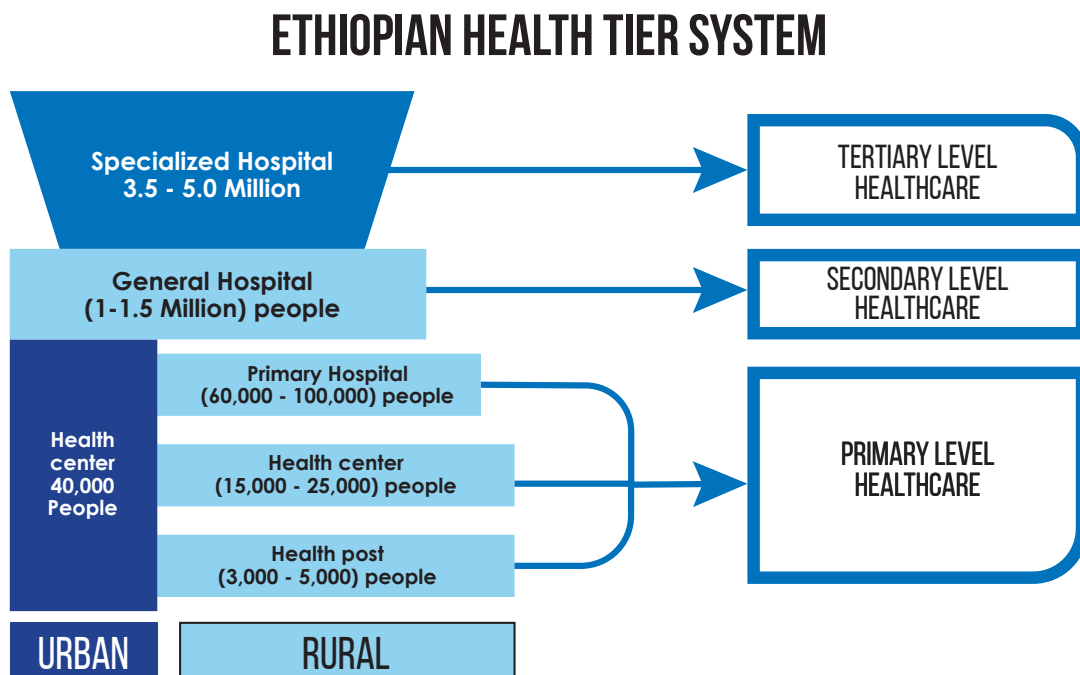 ETHIOPIAN HEALTH TIER SYSTEM
Specialized Hospital
3.5 - 5.0 Million
TERTIARY LEVEL
HEALTHCARE
General Hospital
(1-1.5 Million) people
SECONDARY LEVEL
HEALTHCARE
Health
center
40,000
People
Primary Hospital
(60,000 - 100,000) people
Health center
(15,000 - 25,000) people
Health post
(3,000 - 5,000) people
PRIMARY LEVEL
HEALTHCARE
URBAN
RURAL